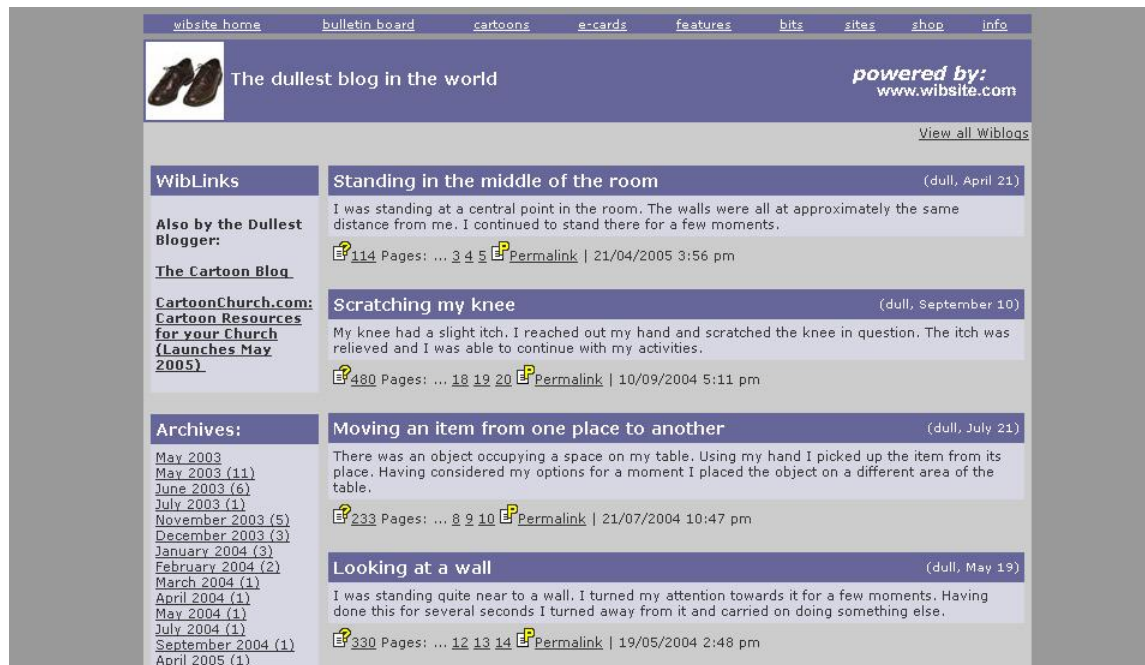 wibsite home bulletin board cartoons e-cards features bits sites shop info
The dullest blog in the world
powered by:
www.wibsite.com
View all Wiblogs
WibLinks
Also by the Dullest
Blogger:
The Cartoon Blog
CartoonChurch.com:
Cartoon Resources
for your Church
(Launches May
2005)
Archives:
May 2003
May 2003 (11)
June 2003 (6)
July 2003 (1)
November 2003 (5)
December 2003 (3)
January 2004 (3)
February 2004 (2)
March 2004 (1)
April 2004 (1)
May 2004 (1)
July 2004 (1)
September 2004 (1)
April 2005 (1)
Standing in the middle of the room (dull, April 21)
I was standing at a central point in the room. The walls were all at approximately the same
distance from me. I continued to stand there for a few moments.
114 Pages: ... 3 4 5 Permalink | 21/04/2005 3:56 pm
Scratching my knee (dull, September 10)
My knee had a slight itch. I reached out my hand and scratched the knee in question. The itch was
relieved and I was able to continue with my activities.
480 Pages: ... 18 19 20 Permalink | 10/09/2004 5:11 pm
Moving an item from one place to another (dull, July 21)
There was an object occupying a space on my table. Using my hand I picked up the item from its
place. Having considered my options for a moment I placed the object on a different area of the
table.
233 Pages: ... 8 9 10 Permalink | 21/07/2004 10:47 pm
Looking at a wall (dull, May 19)
I was standing quite near to a wall. I turned my attention towards it for a few moments. Having
done this for several seconds I turned away from it and carried on doing something else.
330 Pages: ... 12 13 14 Permalink | 19/05/2004 2:48 pm